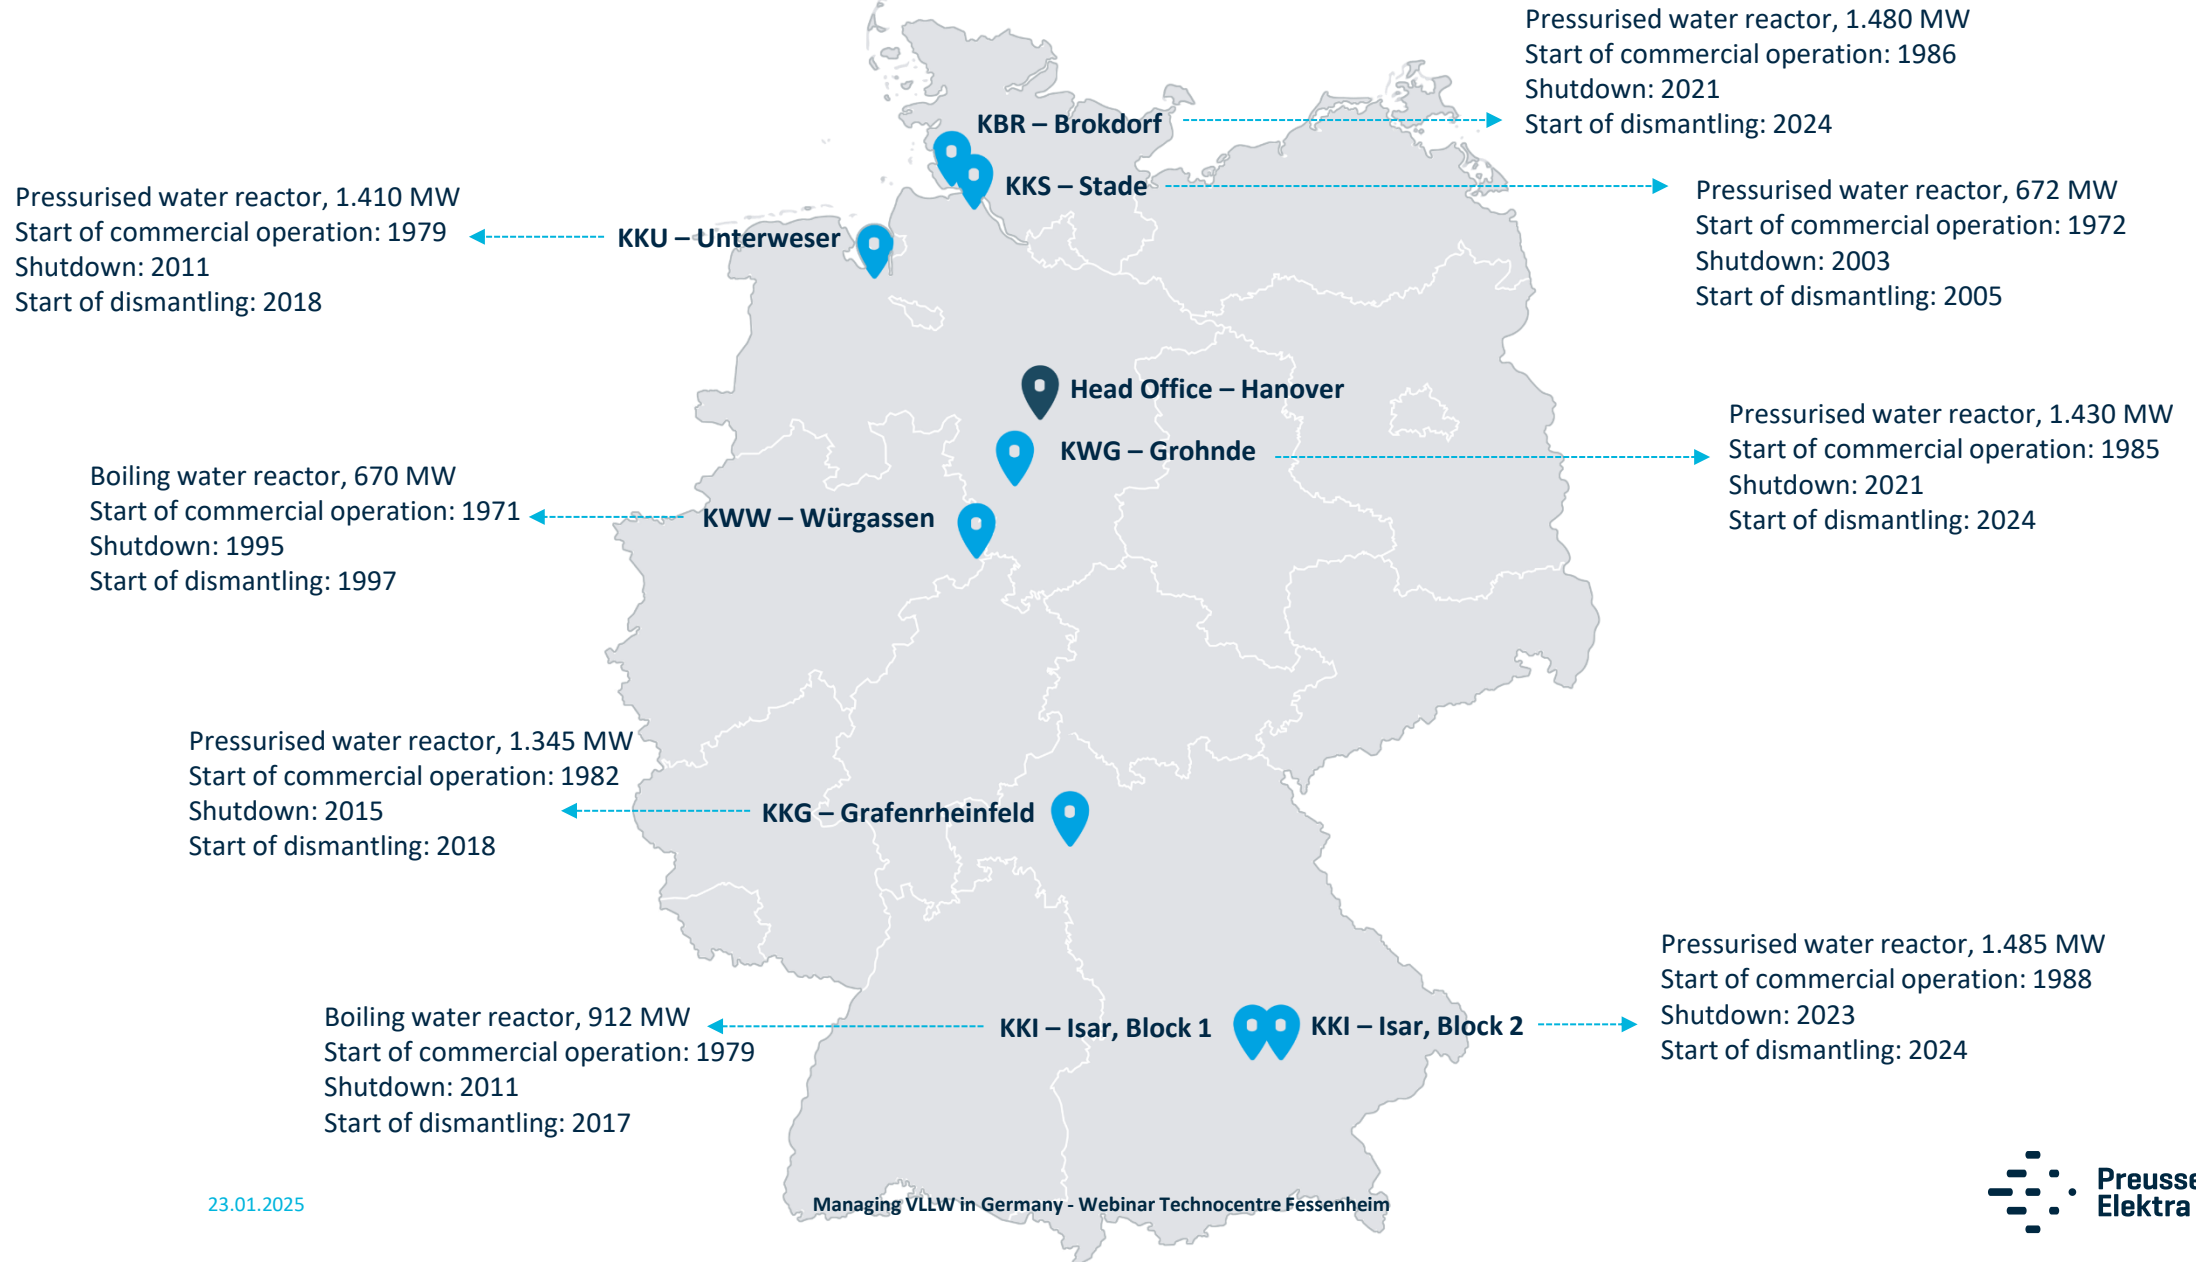 Pressurised water reactor, 1.480 MW
Start of commercial operation: 1986
Shutdown: 2021
Start of dismantling: 2024
KBR – Brokdorf
KKS – Stade
Pressurised water reactor, 672 MW
Start of commercial operation: 1972
Shutdown: 2003
Start of dismantling: 2005
Pressurised water reactor, 1.410 MW
Start of commercial operation: 1979
Shutdown: 2011
Start of dismantling: 2018
KKU – Unterweser
Head Office – Hanover
KWG – Grohnde
Pressurised water reactor, 1.430 MW
Start of commercial operation: 1985
Shutdown: 2021
Start of dismantling: 2024
Boiling water reactor, 670 MW
Start of commercial operation: 1971
Shutdown: 1995
Start of dismantling: 1997
KWW – Würgassen
Pressurised water reactor, 1.345 MW
Start of commercial operation: 1982
Shutdown: 2015
Start of dismantling: 2018
KKG – Grafenrheinfeld
Pressurised water reactor, 1.485 MW
Start of commercial operation: 1988
Shutdown: 2023
Start of dismantling: 2024
Boiling water reactor, 912 MW
Start of commercial operation: 1979
Shutdown: 2011
Start of dismantling: 2017
KKI – Isar, Block 1
KKI – Isar, Block 2
23.01.2025
Managing VLLW in Germany - Webinar Technocentre Fessenheim
Preusse
Elektra